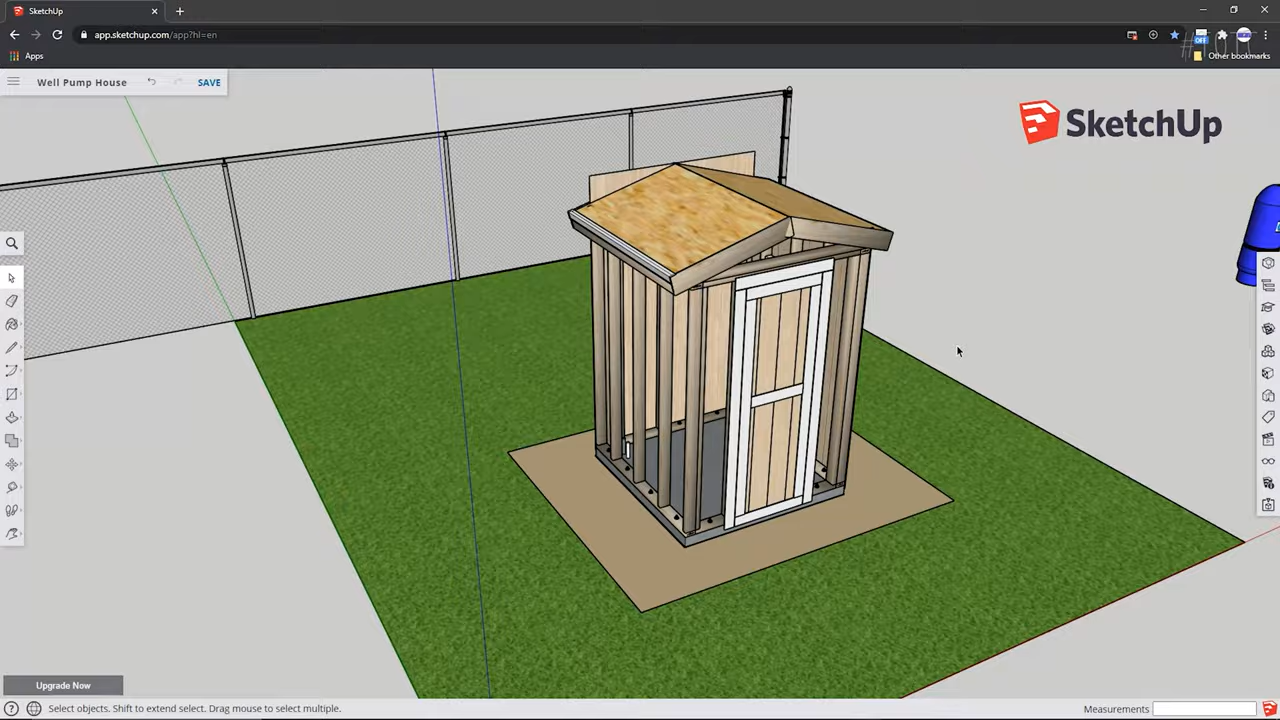 SketchUp
app.sketchup.com/app?hl=en
OFF
Apps
Other bookmarks
Well Pump House
SAVE
SketchUp
Upgrade Now
Select objects. Shift to extend select. Drag mouse to select multiple.
Measurements